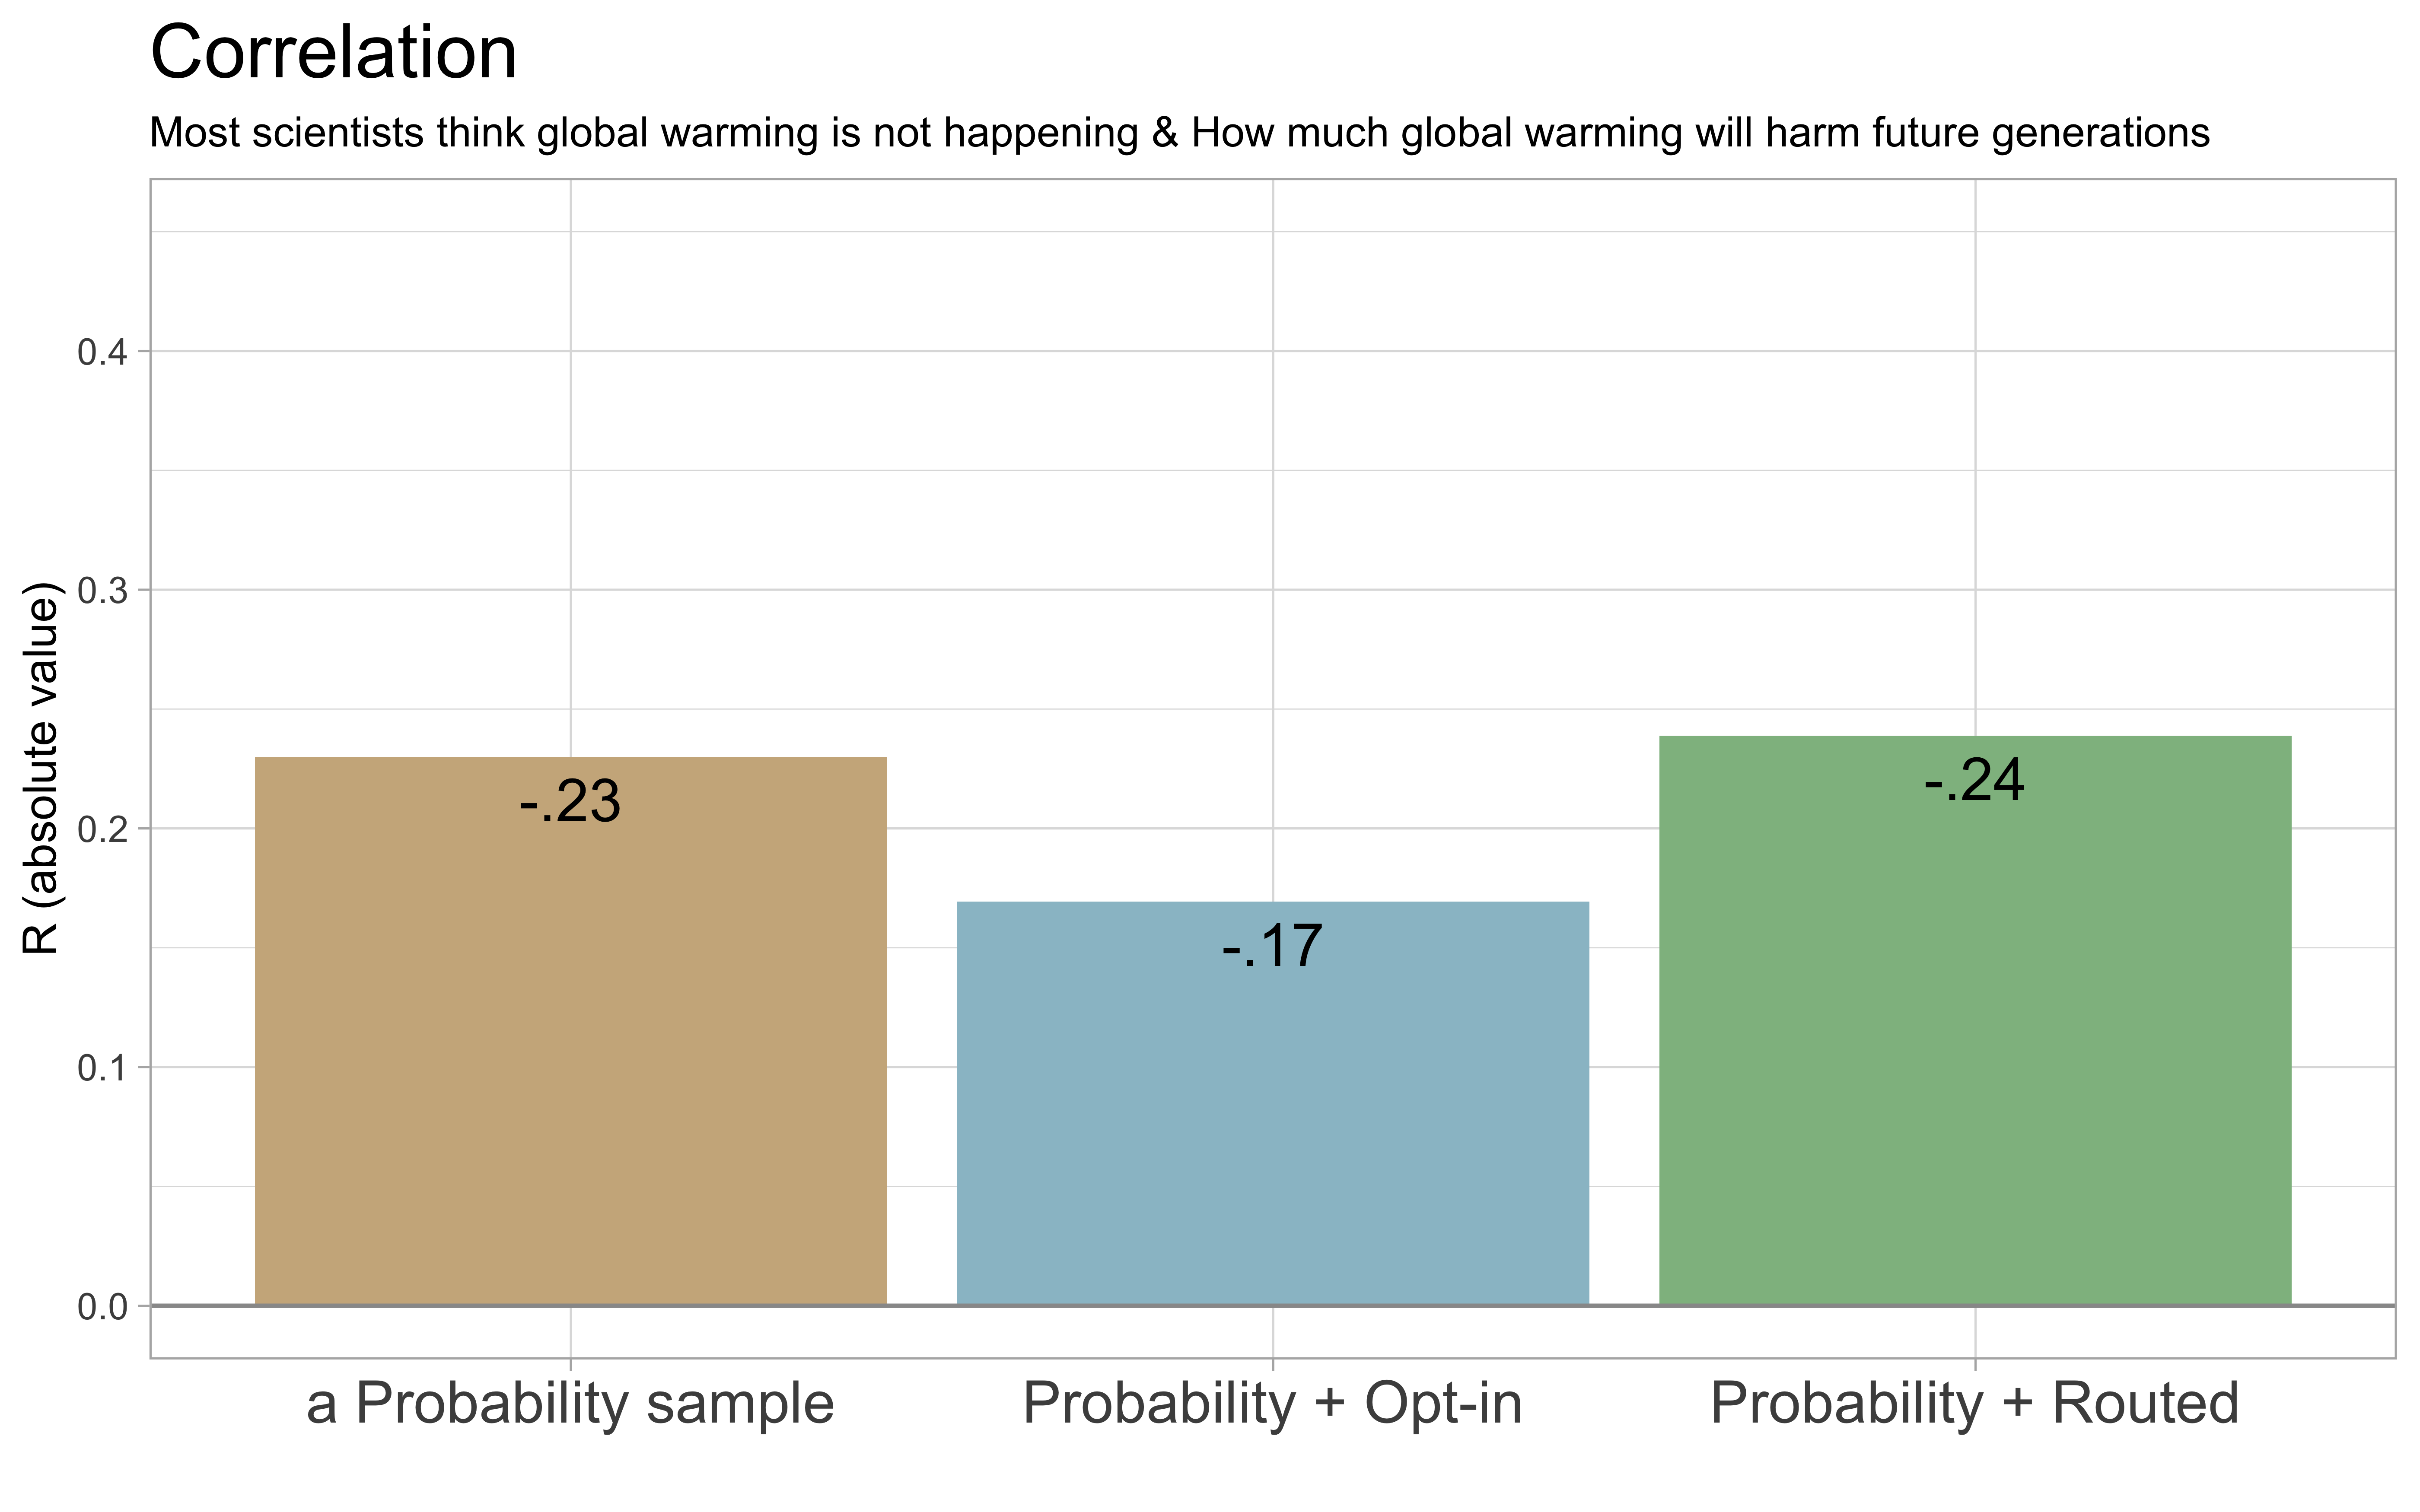 Correlation
Most scientists think global warming is not happening & How much global warming will harm future generations
R (absolute value)
0.4
0.3
0.2
0.1
0.0
-.23
-.17
-.24
a Probability sample
Probability + Opt-in
Probability + Routed